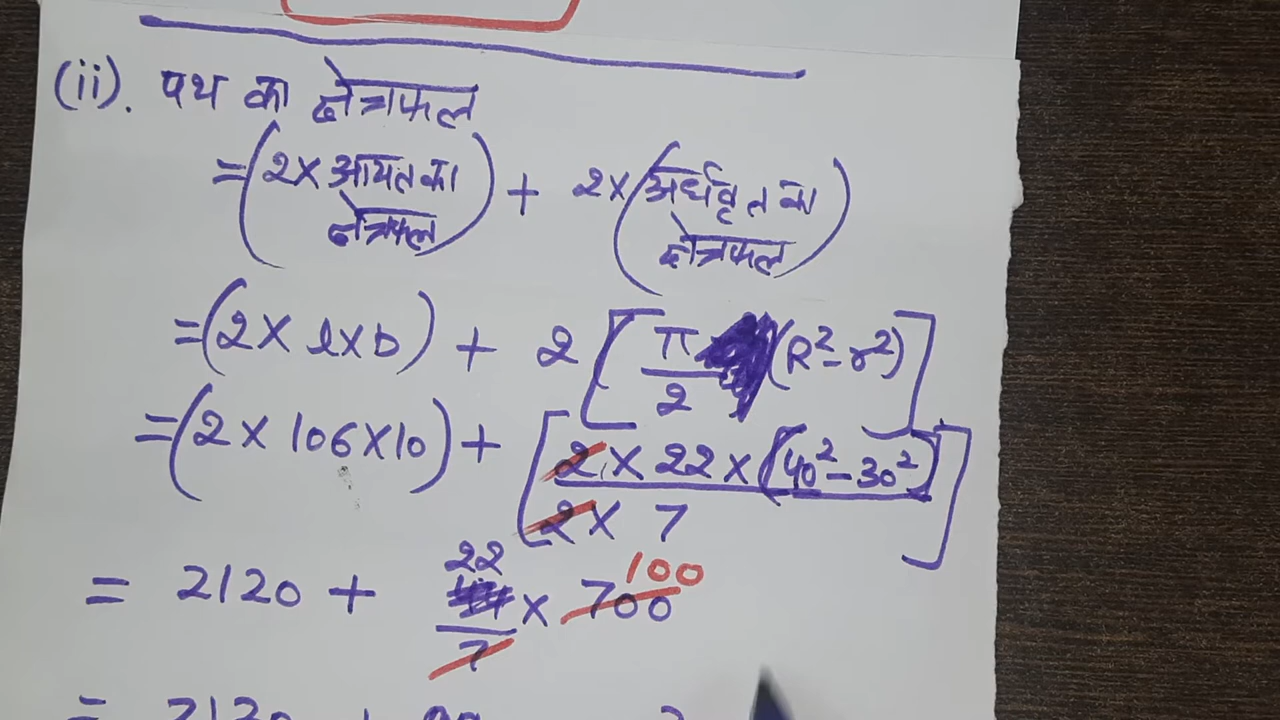 (ii). पथ का क्षेत्रफल
= (2 × आयत का क्षेत्रफल) + 2 × (अर्धवृत का क्षेत्रफल)
= (2 × l × b) + 2 [π/2 (R² - r²)]
= (2 × 106 × 10) + [2 × 22 × (40² - 30²) / 2 × 7]
= 2120 + 22/7 × 700 100
= 2120 +